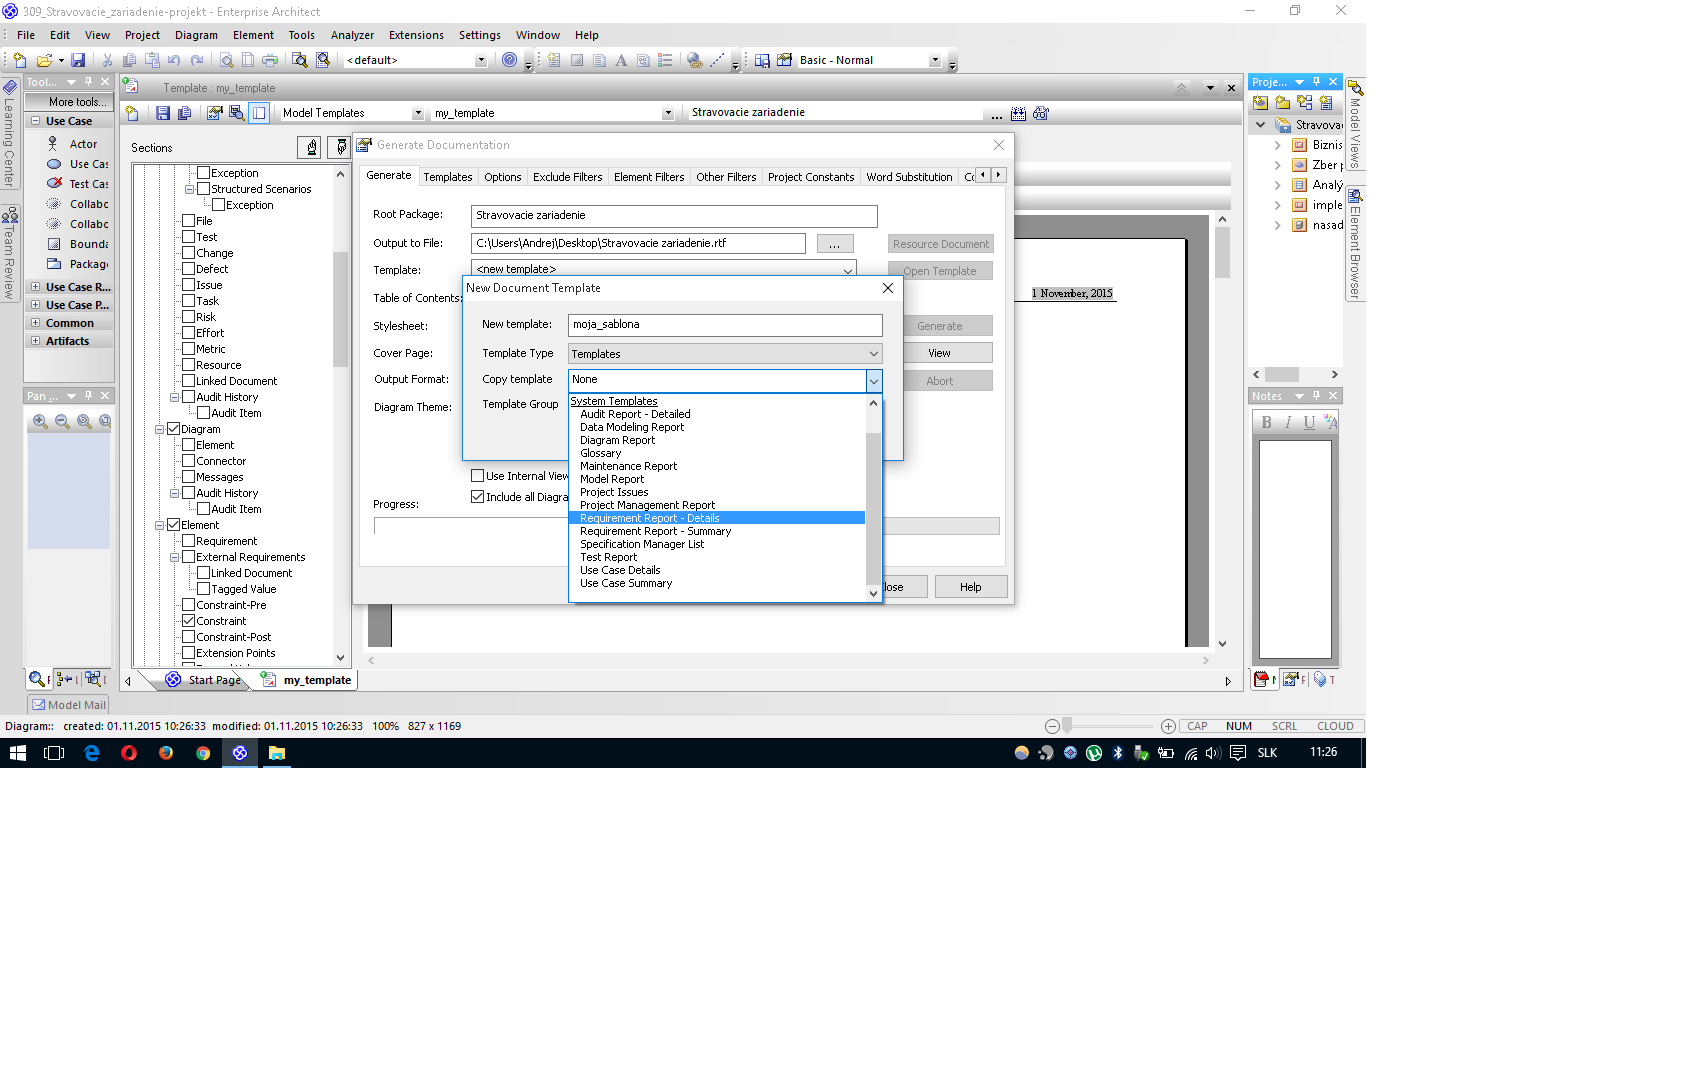 309_Stravovacie_zariadenie-projekt - Enterprise Architect
File Edit View Project Diagram Element Tools Analyzer Extensions Settings Window Help
<default>
Basic - Normal
Tool...
More tools...
Use Case
Actor
Use Cas
Test Cas
Collabo
Collabo
Bounda
Package
Use Case R...
Use Case P...
Common
Artifacts
Learning Center
Team Review
Pan ...
Template : my_template
Model Templates
my_template
Stravovacie zariadenie
...
Sections
Exception
Structured Scenarios
Exception
File
Test
Change
Defect
Issue
Task
Risk
Effort
Metric
Resource
Linked Document
Audit History
Audit Item
Diagram
Element
Connector
Messages
Audit History
Audit Item
Element
Requirement
External Requirements
Linked Document
Tagged Value
Constraint-Pre
Constraint
Constraint-Post
Extension Points
Generate Documentation
Generate Templates Options Exclude Filters Element Filters Other Filters Project Constants Word Substitution Co
Root Package: Stravovacie zariadenie
Output to File: C:\Users\Andrej\Desktop\Stravovacie zariadenie.rtf ... Resource Document
Template: <new template> Open Template
Table of Contents:
Stylesheet: Generate
Cover Page: View
Output Format: Abort
Diagram Theme:
Use Internal View
Include all Diagra
Progress:
lose
Help
New Document Template
New template: moja_sablona
Template Type Templates
Copy template None
Template Group
System Templates
Audit Report - Detailed
Data Modeling Report
Diagram Report
Glossary
Maintenance Report
Model Report
Project Issues
Project Management Report
Requirement Report - Details
Requirement Report - Summary
Specification Manager List
Test Report
Use Case Details
Use Case Summary
1 November, 2015
Proje...
Stravova
Biznis
Zber p
Analý
imple
nasad
Model Views
Element Browser
Notes
B I U A
Start Page
my_template
Model Mail
Diagram:: created: 01.11.2015 10:26:33 modified: 01.11.2015 10:26:33 100% 827 x 1169
CAP NUM SCRL CLOUD
SLK
11:26